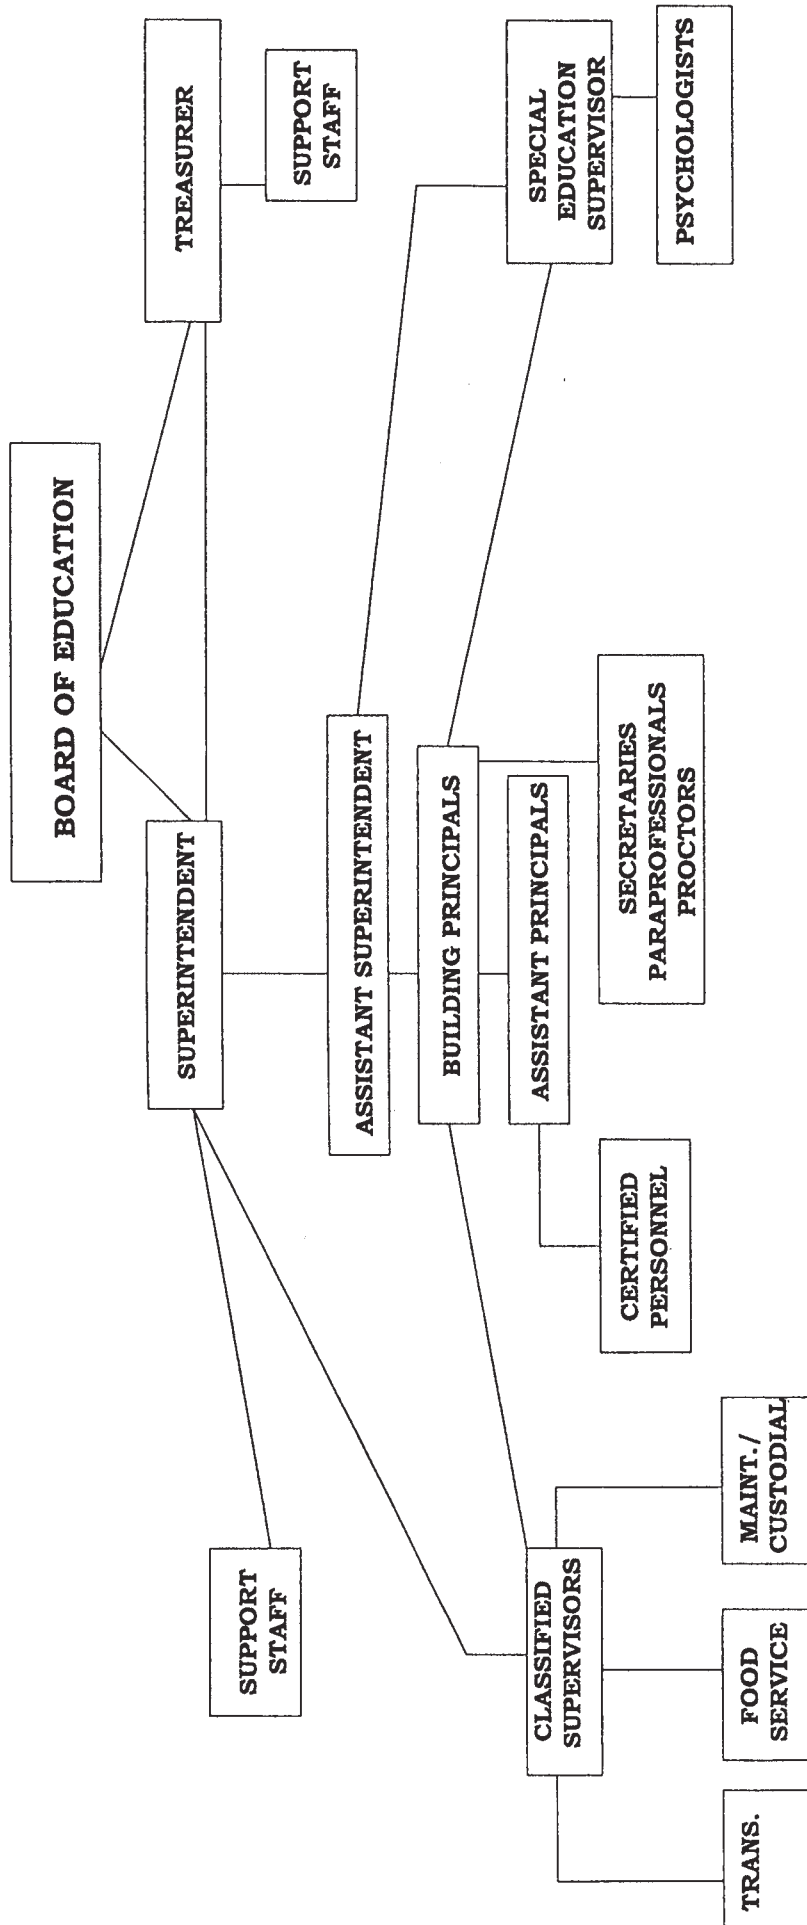 BOARD OF EDUCATION
SUPERINTENDENT
TREASURER
SUPPORT
STAFF
SUPPORT
STAFF
ASSISTANT SUPERINTENDENT
BUILDING PRINCIPALS
ASSISTANT PRINCIPALS
CLASSIFIED
SUPERVISORS
SPECIAL
EDUCATION
SUPERVISOR
CERTIFIED
PERSONNEL
SECRETARIES
PARAPROFESSIONALS
PROCTORS
PSYCHOLOGISTS
TRANS.
FOOD
SERVICE
MAINT./
CUSTODIAL